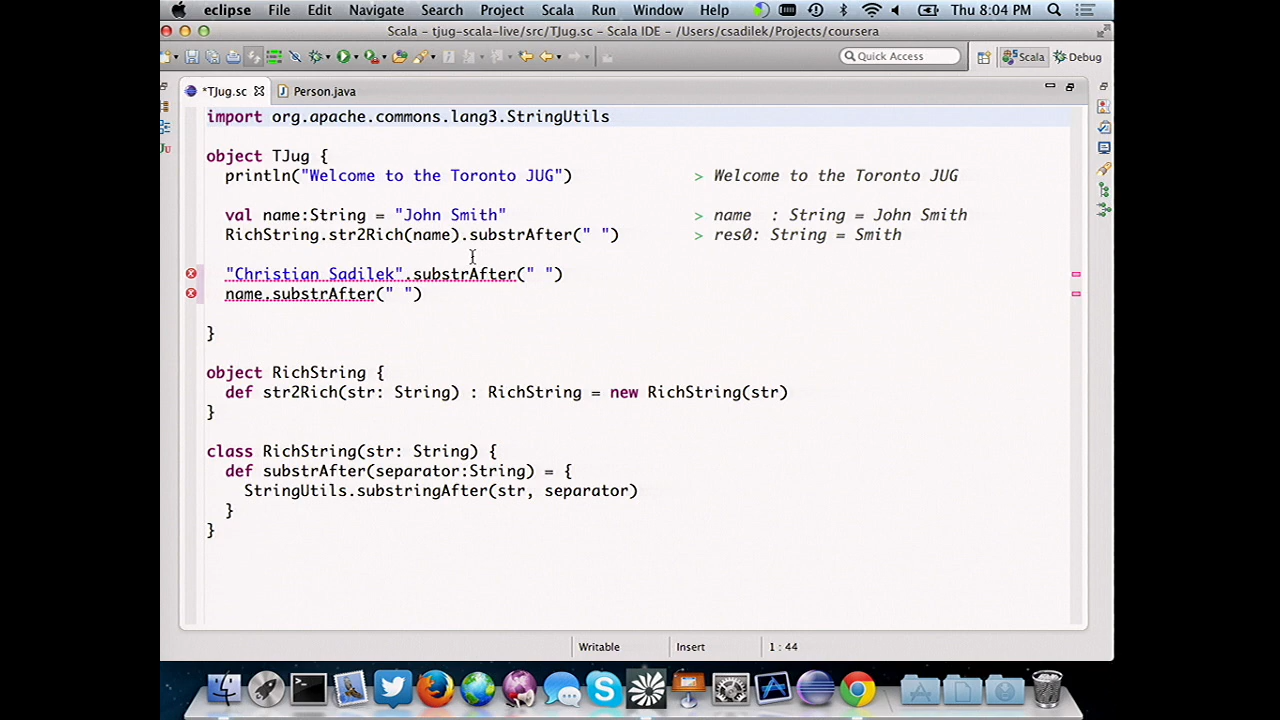 eclipse File Edit Navigate Search Project Scala Run Window Help Thu 8:04 PM
Scala - tjug-scala-live/src/TJug.sc - Scala IDE - /Users/csadilek/Projects/coursera
Quick Access Scala Debug
*TJug.sc Person.java
import org.apache.commons.lang3.StringUtils
object TJug {
println("Welcome to the Toronto JUG") > Welcome to the Toronto JUG
val name:String = "John Smith" > name : String = John Smith
RichString.str2Rich(name).substrAfter(" ") > res0: String = Smith
"Christian Sadilek".substrAfter(" ")
name.substrAfter(" ")
}
object RichString {
def str2Rich(str: String) : RichString = new RichString(str)
}
class RichString(str: String) {
def substrAfter(separator:String) = {
StringUtils.substringAfter(str, separator)
}
}
Writable Insert 1 : 44